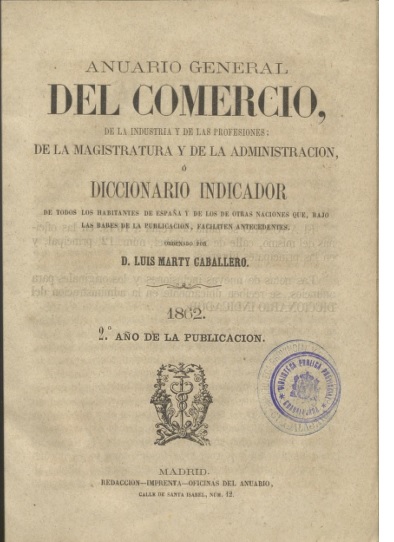 ANUARIO GENERAL
DEL COMERCIO,
DE LA INDUSTRIA Y DE LAS PROFESIONES;
DE LA MAGISTRATURA Y DE LA ADMINISTRACION,
Ó
DICCIONARIO INDICADOR
DE TODOS LOS HABITANTES DE ESPAÑA Y DE LOS DE OTRAS NACIONES QUE, BAJO
LAS BASES DE LA PUBLICACION, FACILITEN ANTECEDENTES.
ORDENADO POR
D. LUIS MARTY CABALLERO.
1862.
2.º AÑO DE LA PUBLICACION.
BIBLIOTECA PUBLICA PROVINCIAL
MADRID.
REDACCION—IMPRENTA—OFICINAS DEL ANUARIO,
CALLE DE SANTA ISABEL, NÚM. 12.